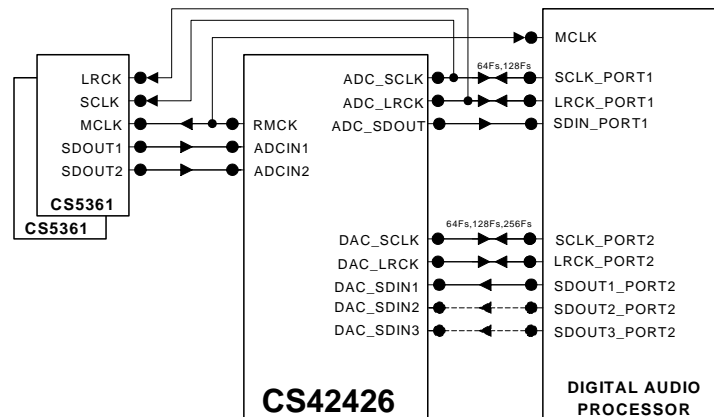 MCLK
64Fs,128Fs
LRCK
ADC_SCLK
SCLK_PORT1
SCLK
ADC_LRCK
LRCK_PORT1
MCLK
RMCK
ADC_SDOUT
SDIN_PORT1
SDOUT1
ADCIN1
SDOUT2
ADCIN2
CS5361
CS5361
64Fs,128Fs,256Fs
DAC_SCLK
SCLK_PORT2
DAC_LRCK
LRCK_PORT2
DAC_SDIN1
SDOUT1_PORT2
DAC_SDIN2
SDOUT2_PORT2
DAC_SDIN3
SDOUT3_PORT2
CS42426
DIGITAL AUDIO
PROCESSOR